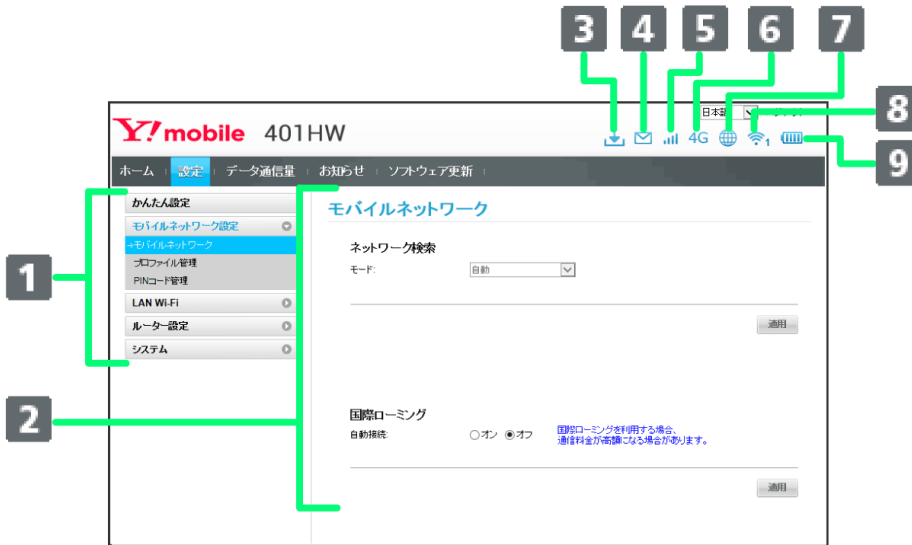 3 4 5 6 7
8
日本語
Y! mobile 401HW
4G 1
9
ホーム 設定 データ通信量 お知らせ ソフトウェア更新
1
かんたん設定
モバイルネットワーク設定
→モバイルネットワーク
プロファイル管理
PINコード管理
LAN Wi-Fi
ルーター設定
システム
2
モバイルネットワーク
ネットワーク検索
モード: 自動
適用
国際ローミング
自動接続: オン オフ 国際ローミングを利用する場合、
通信料金が高額になる場合があります。
適用